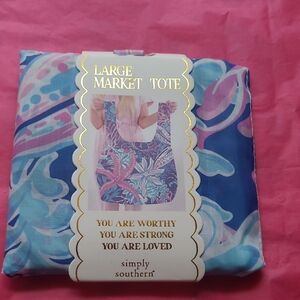 LARGE
MARKET TOTE
YOU ARE WORTHY
YOU ARE STRONG
YOU ARE LOVED
simply
southern®